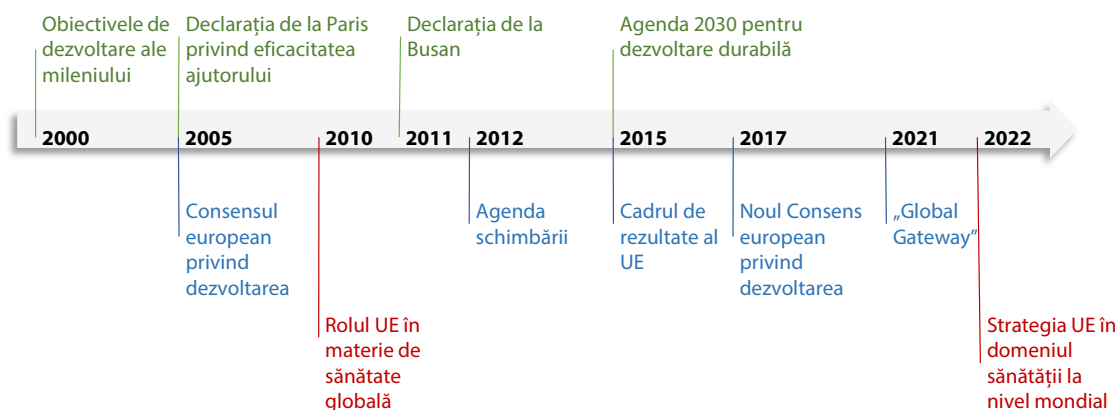 Obiectivele de
dezvoltare ale
mileniului
Declarația de la Paris
privind eficacitatea
ajutorului
Declarația de la
Busan
Agenda 2030 pentru
dezvoltare durabilă
2000
2005
2010
2011
2012
2015
2017
2021
2022
Consensul
european
privind
dezvoltarea
Agenda
schimbării
Cadrul de
rezultate al
UE
Noul Consens
european
privind
dezvoltarea
„Global
Gateway”
Rolul UE în
materie de
sănătate
globală
Strategia UE în
domeniul
sănătății la
nivel mondial